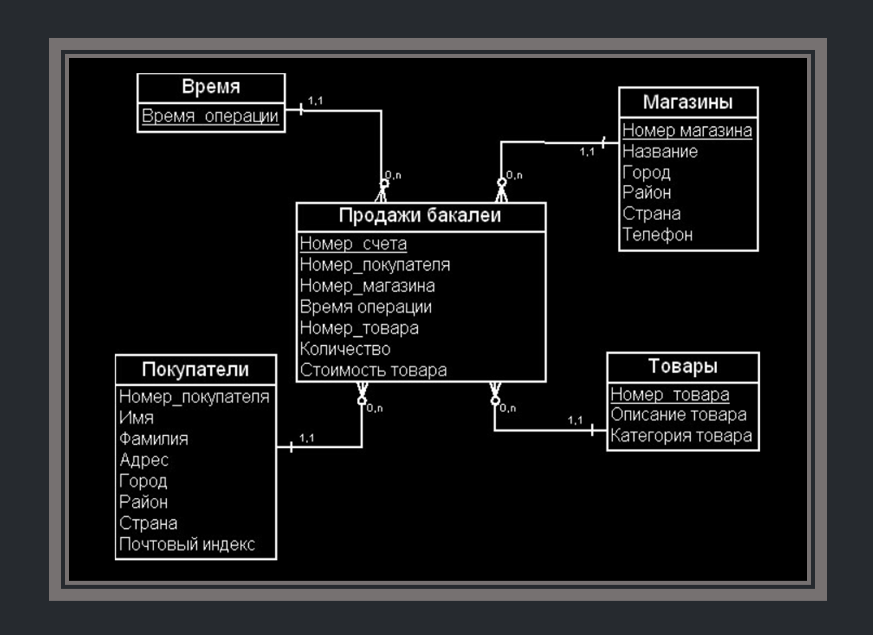 Время
Время_операции
1,1
0,n
Магазины
Номер магазина
Название
Город
Район
Страна
Телефон
1,1
0,n
Продажи бакалеи
Номер_счета
Номер_покупателя
Номер_магазина
Время операции
Номер_товара
Количество
Стоимость товара
Покупатели
Номер_покупателя
Имя
Фамилия
Адрес
Город
Район
Страна
Почтовый индекс
1,1
0,n
Товары
Номер_товара
Описание товара
Категория товара
1,1
0,n